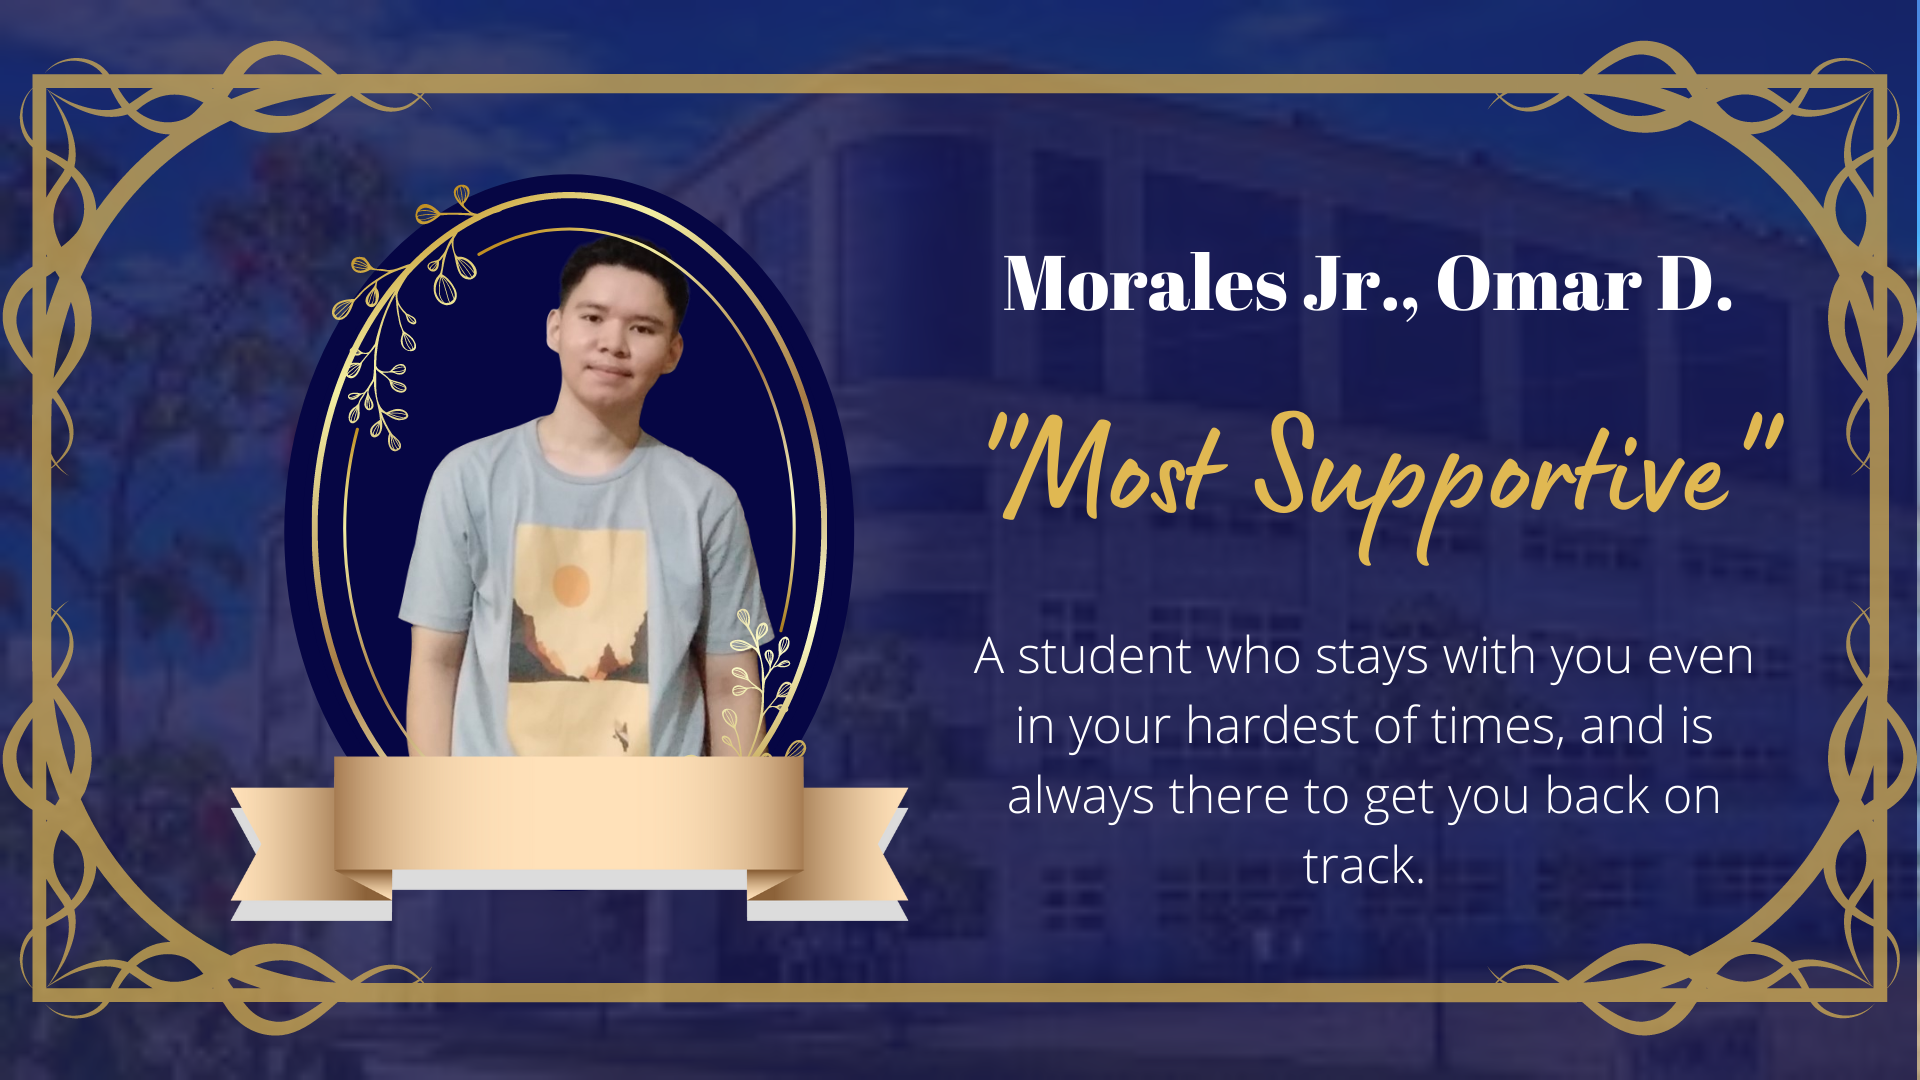 Morales Jr., Omar D.
"Most Supportive"
A student who stays with you even
in your hardest of times, and is
always there to get you back on
track.